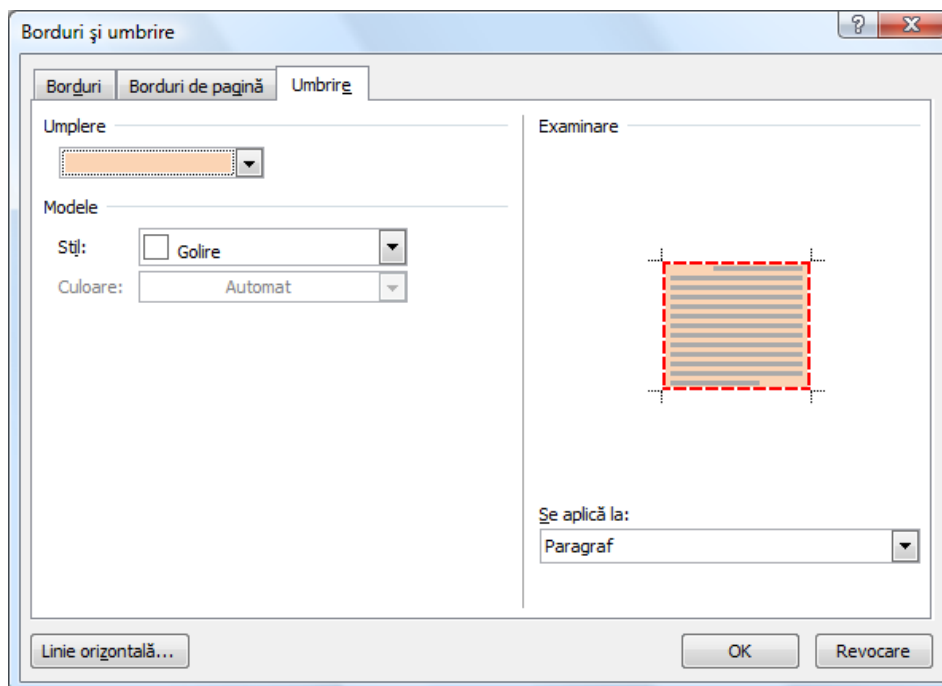 Borduri şi umbrire
Borduri
Borduri de pagină
Umbrire
Umplere
Examinare
Modele
Stil:
Golire
Culoare:
Automat
Se aplică la:
Paragraf
Linie orizontală...
OK
Revocare